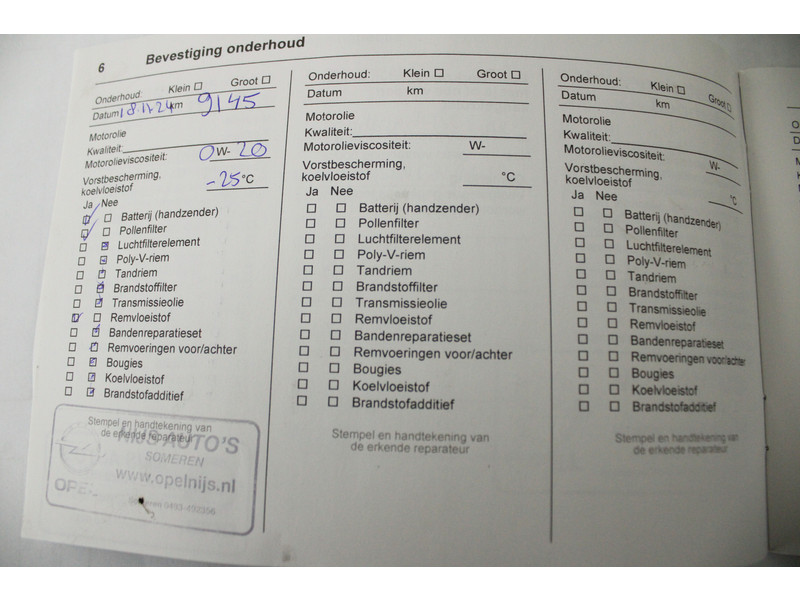 6 Bevestiging onderhoud
Onderhoud: Klein ☐ Groot ☐
Datum 18-11-24 km 9145
Motorolie
Kwaliteit:
Motorolieviscositeit: 0W-20
Vorstbescherming,
koelvloeistof -25°C
Ja Nee
Batterij (handzender)
Pollenfilter
Luchtfilterelement
Poly-V-riem
Tandriem
Brandstoffilter
Transmissieolie
Remvloeistof
Bandenreparatieset
Remvoeringen voor/achter
Bougies
Koelvloeistof
Brandstofadditief
Stempel en handtekening van
de erkende reparateur
NIJS AUTO'S
SOMEREN
www.opelnijs.nl
OPEL
Onderhoud: Klein ☐ Groot ☐
Datum km
Motorolie
Kwaliteit:
Motorolieviscositeit: W-
Vorstbescherming,
koelvloeistof °C
Ja Nee
Batterij (handzender)
Pollenfilter
Luchtfilterelement
Poly-V-riem
Tandriem
Brandstoffilter
Transmissieolie
Remvloeistof
Bandenreparatieset
Remvoeringen voor/achter
Bougies
Koelvloeistof
Brandstofadditief
Stempel en handtekening van
de erkende reparateur
Onderhoud: Klein ☐ Groot ☐
Datum km
Motorolie
Kwaliteit:
Motorolieviscositeit: W-
Vorstbescherming,
koelvloeistof °C
Ja Nee
Batterij (handzender)
Pollenfilter
Luchtfilterelement
Poly-V-riem
Tandriem
Brandstoffilter
Transmissieolie
Remvloeistof
Bandenreparatieset
Remvoeringen voor/achter
Bougies
Koelvloeistof
Brandstofadditief
Stempel en handtekening van
de erkende reparateur